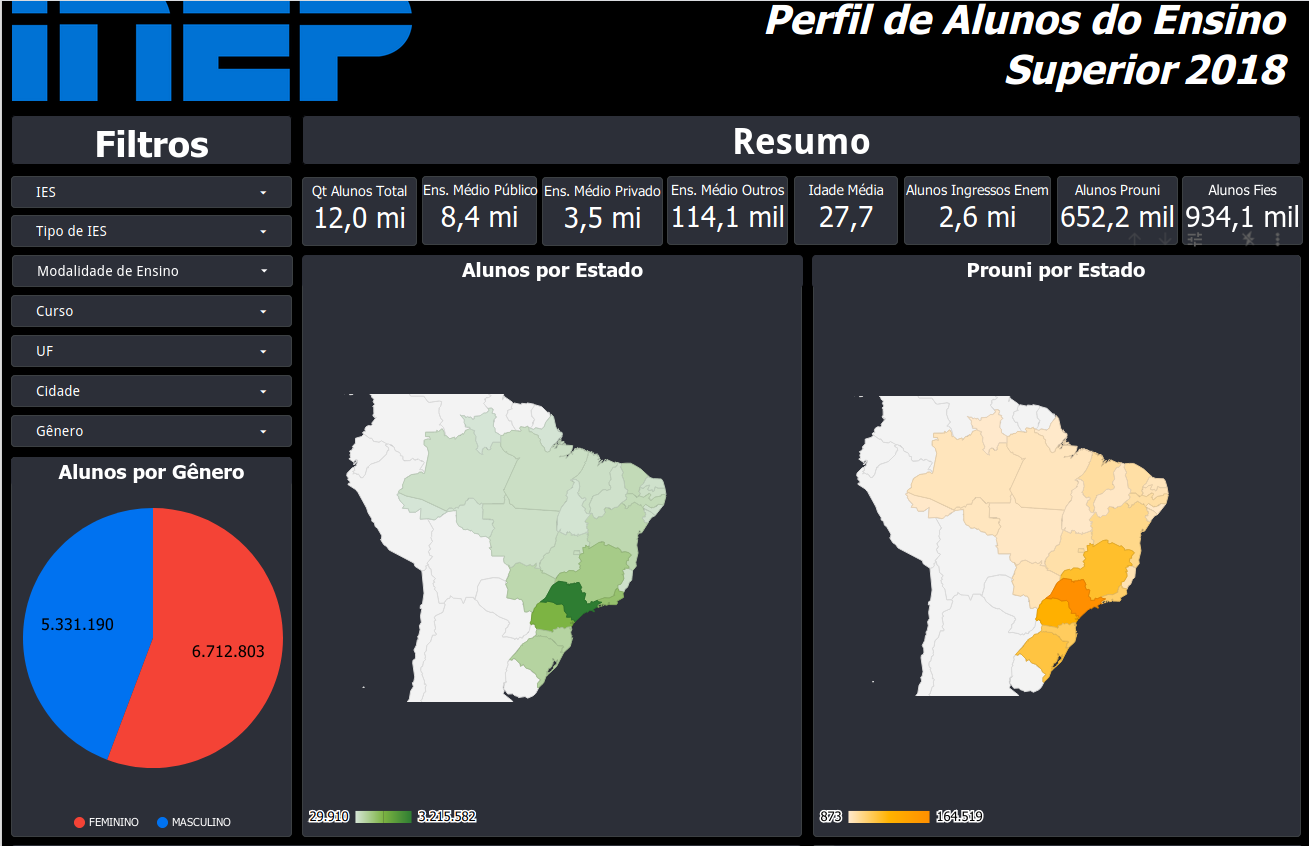 INEP
Perfil de Alunos do Ensino
Superior 2018
Filtros
Resumo
IES
Tipo de IES
Modalidade de Ensino
Curso
UF
Cidade
Gênero
Qt Alunos Total
12,0 mi
Ens. Médio Público
8,4 mi
Ens. Médio Privado
3,5 mi
Ens. Médio Outros
114,1 mil
Idade Média
27,7
Alunos Ingressos Enem
2,6 mi
Alunos Prouni
652,2 mil
Alunos Fies
934,1 mil
Alunos por Gênero
5.331.190
6.712.803
FEMININO
MASCULINO
Alunos por Estado
29.910
3.215.582
Prouni por Estado
873
164.519